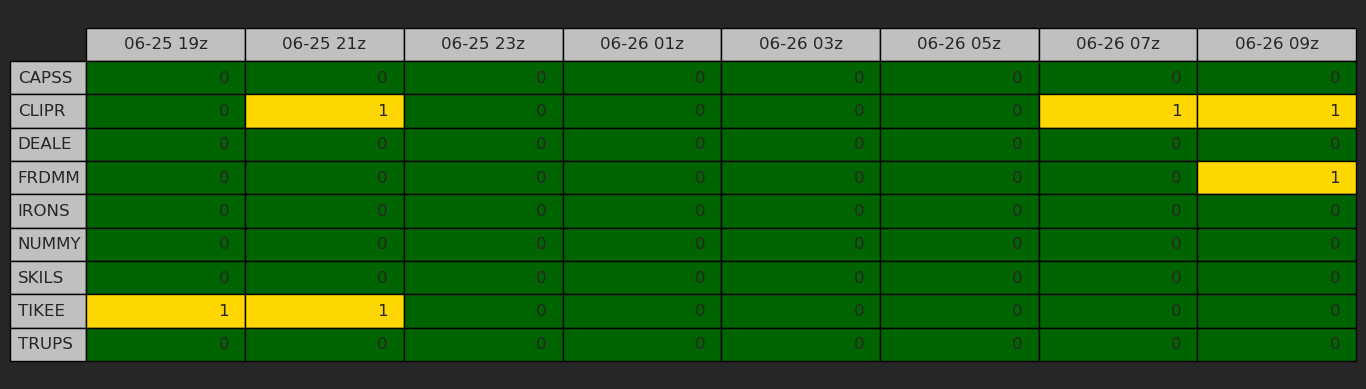 06-25 19z 06-25 21z 06-25 23z 06-26 01z 06-26 03z 06-26 05z 06-26 07z 06-26 09z
CAPSS 0 0 0 0 0 0 0 0
CLIPR 0 1 0 0 0 0 1 1
DEALE 0 0 0 0 0 0 0 0
FRDMM 0 0 0 0 0 0 0 1
IRONS 0 0 0 0 0 0 0 0
NUMMY 0 0 0 0 0 0 0 0
SKILS 0 0 0 0 0 0 0 0
TIKEE 1 1 0 0 0 0 0 0
TRUPS 0 0 0 0 0 0 0 0